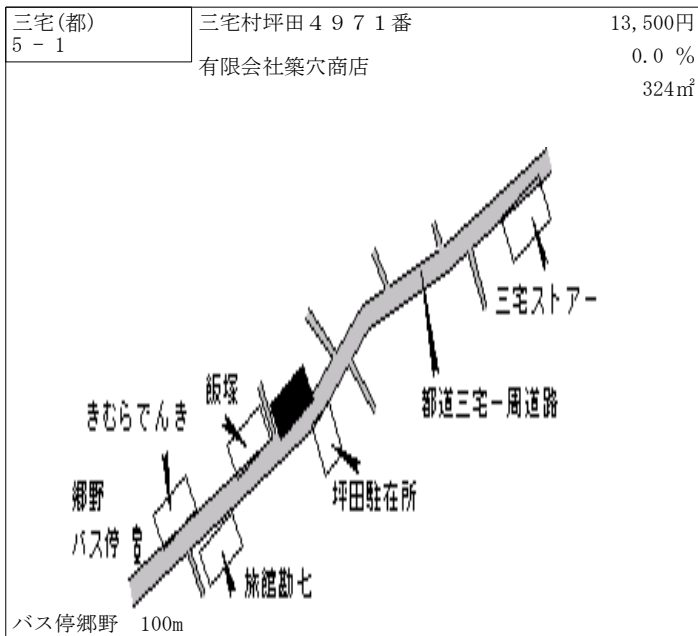 三宅(都)
5 - 1
三宅村坪田４９７１番
有限会社築穴商店
13,500円
0.0 %
324㎡
三宅ストアー
都道三宅一周道路
飯塚
きむらでんき
坪田駐在所
郷野
バス停
旅館勘七
バス停郷野 100m